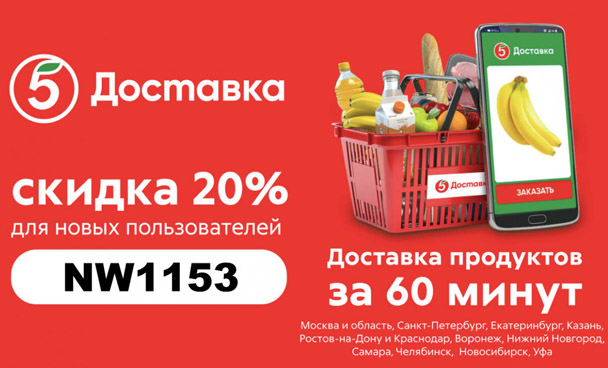 5 Доставка
скидка 20%
для новых пользователей
NW1153
5 Доставка
5 Доставка
ЗАКАЗАТЬ
Доставка продуктов
за 60 минут
Москва и область, Санкт-Петербург, Екатеринбург, Казань,
Ростов-на-Дону и Краснодар, Воронеж, Нижний Новгород,
Самара, Челябинск, Новосибирск, Уфа